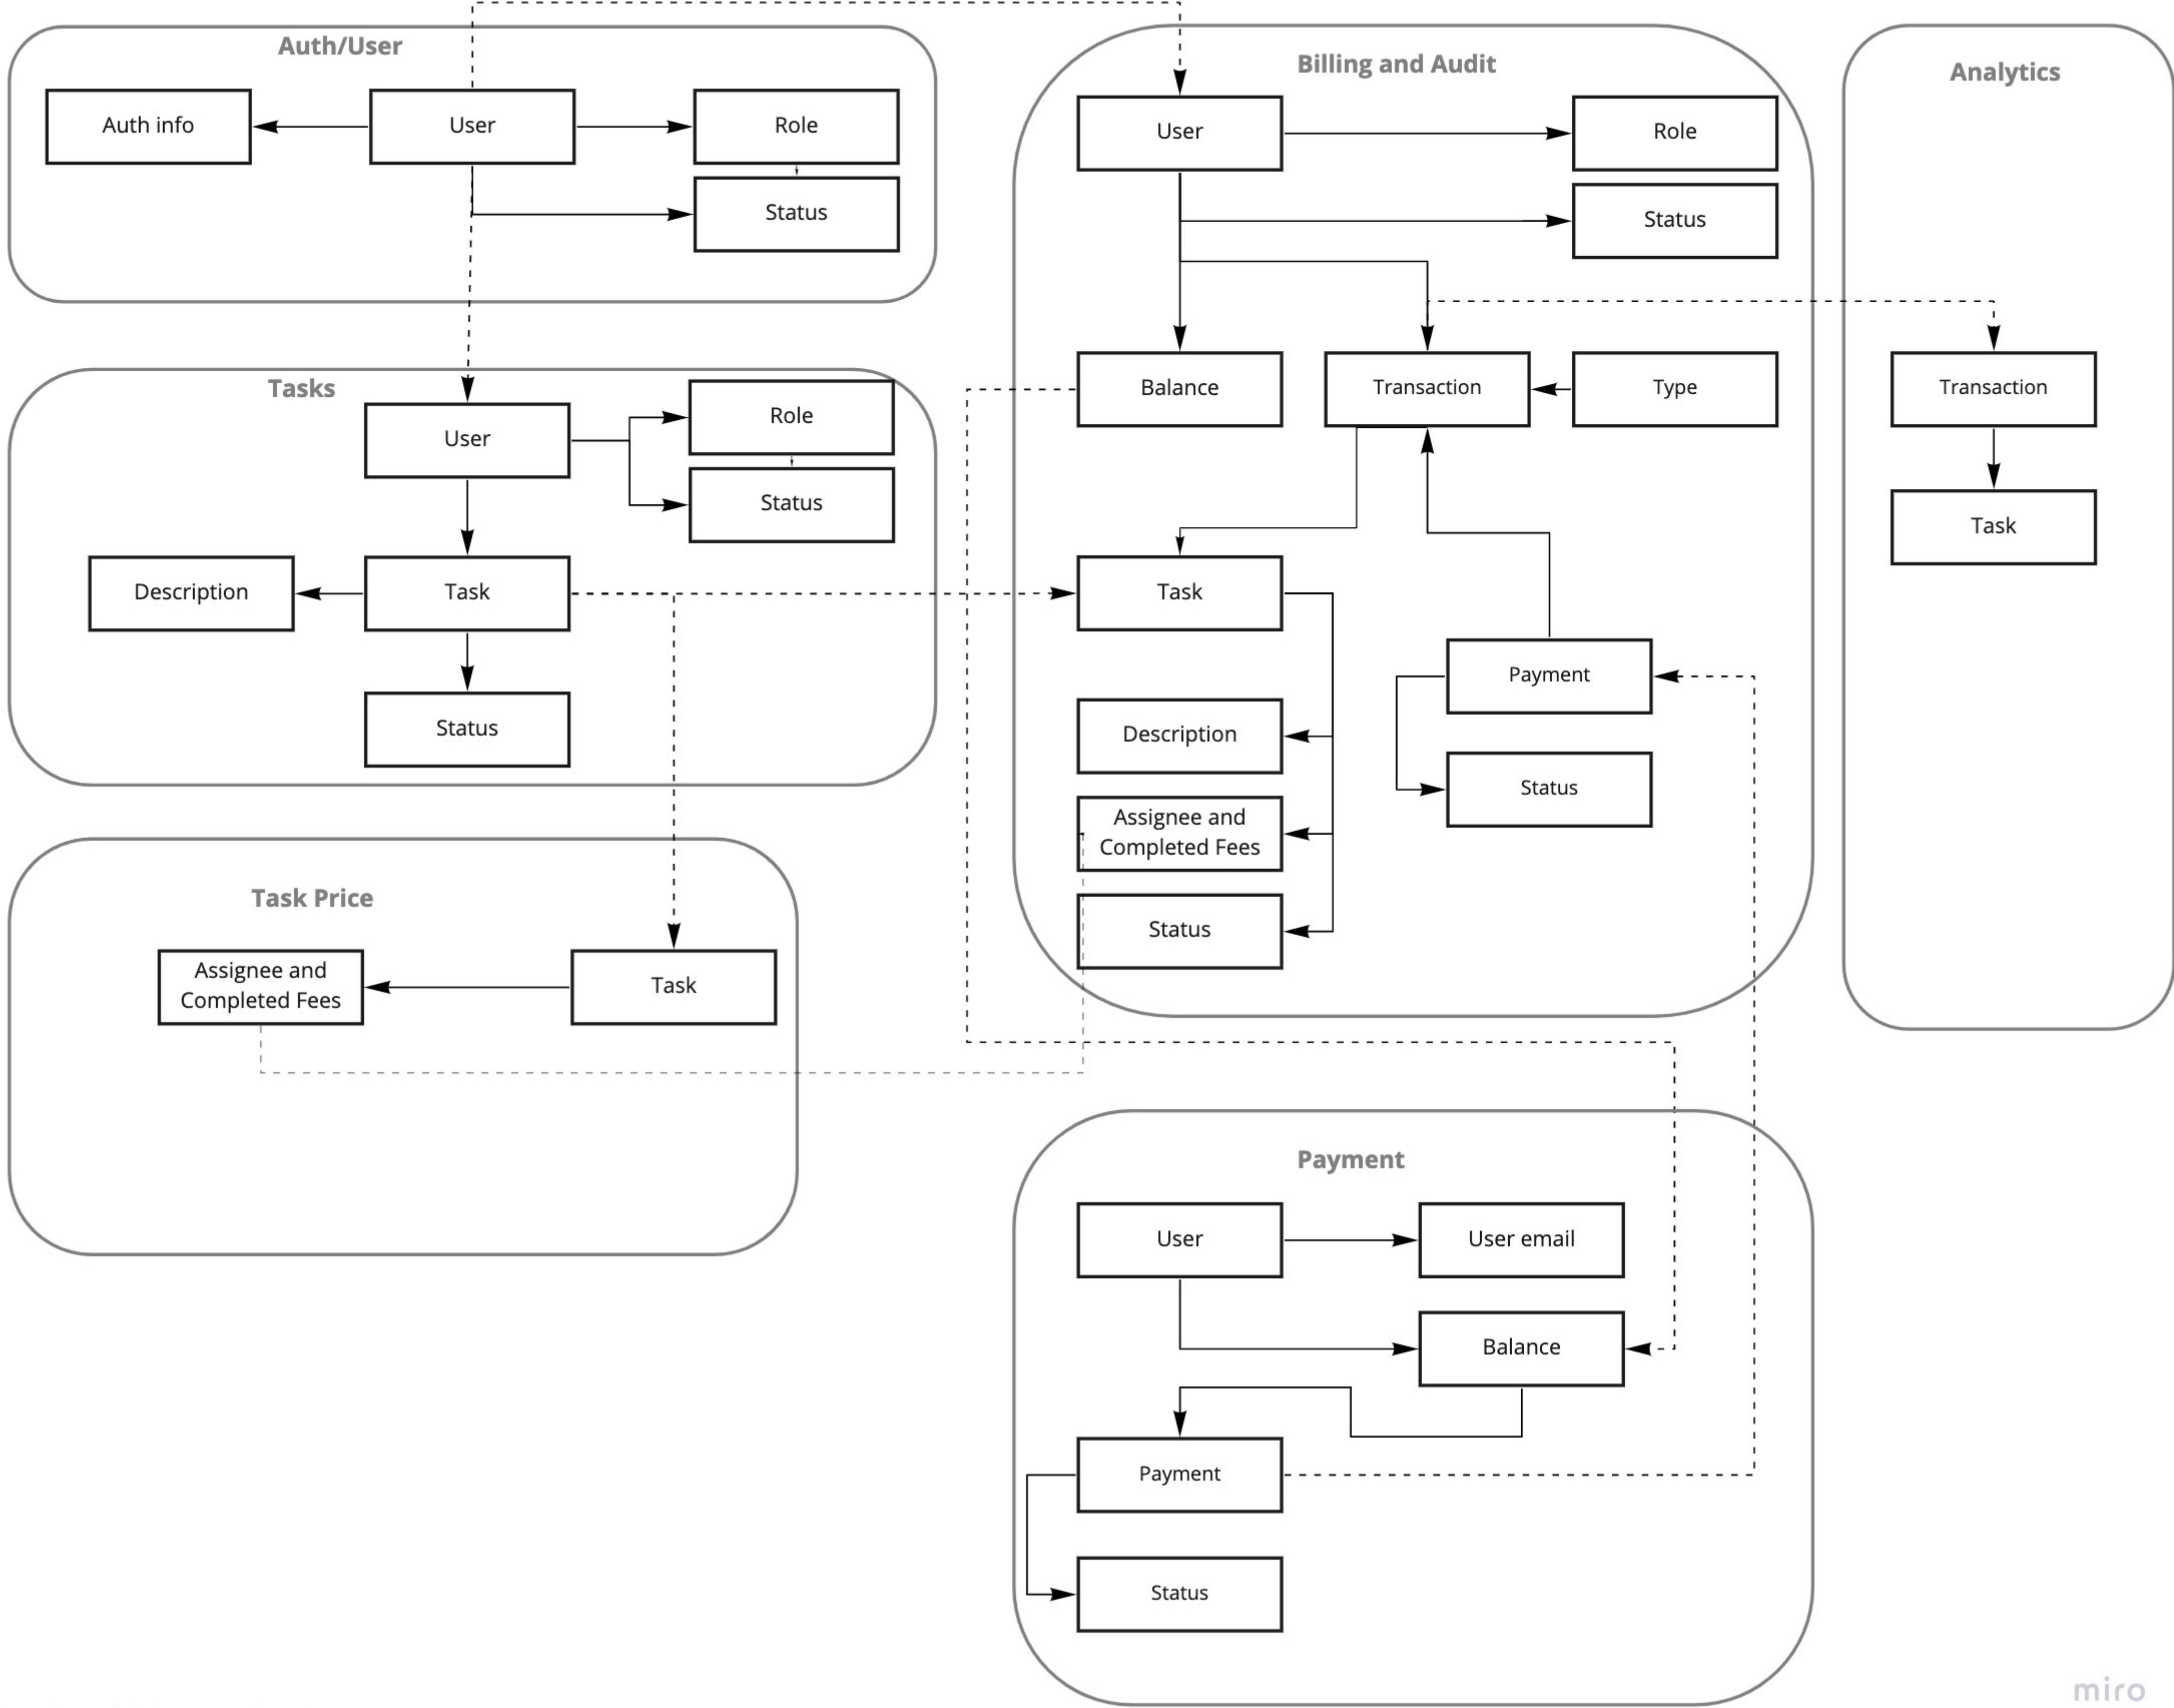 Auth/User
Auth info
User
Role
Status
Tasks
User
Role
Status
Description
Task
Status
Task Price
Assignee and
Completed Fees
Task
Billing and Audit
User
Role
Status
Balance
Transaction
Type
Task
Payment
Description
Status
Assignee and
Completed Fees
Status
Analytics
Transaction
Task
Payment
User
User email
Balance
Payment
Status
miro